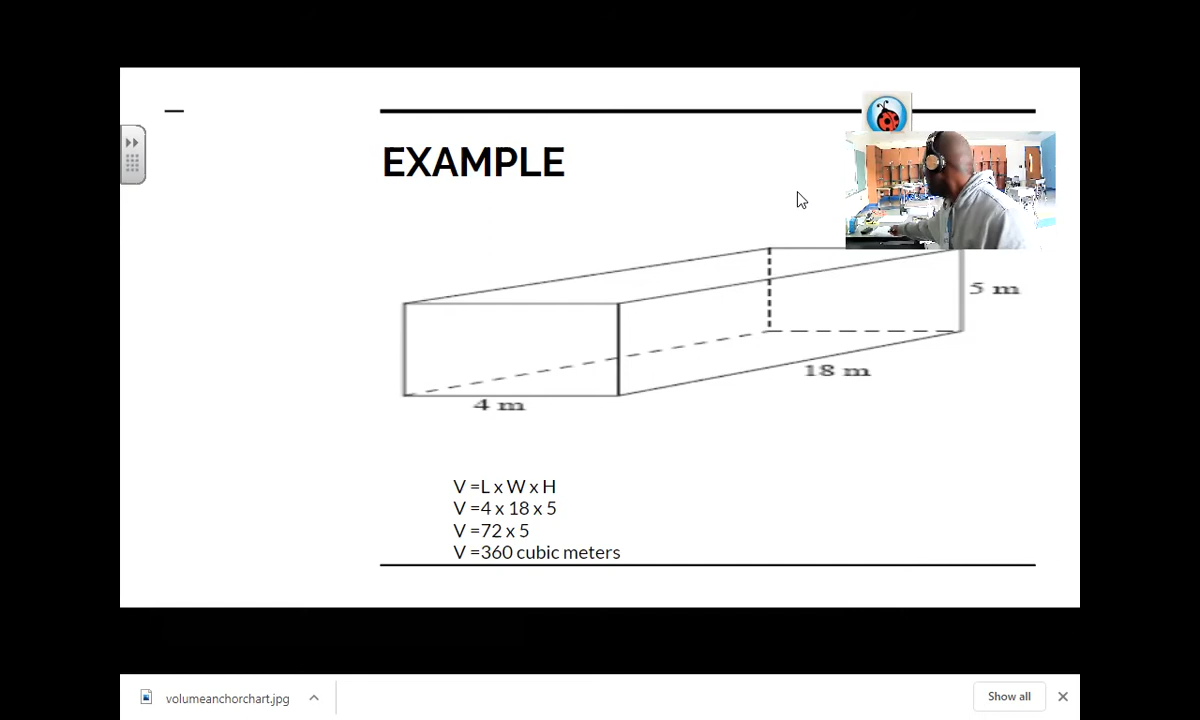 EXAMPLE
5 m
18 m
4 m
V =L x W x H
V =4 x 18 x 5
V =72 x 5
V =360 cubic meters
volumeanchorchart.jpg
Show all